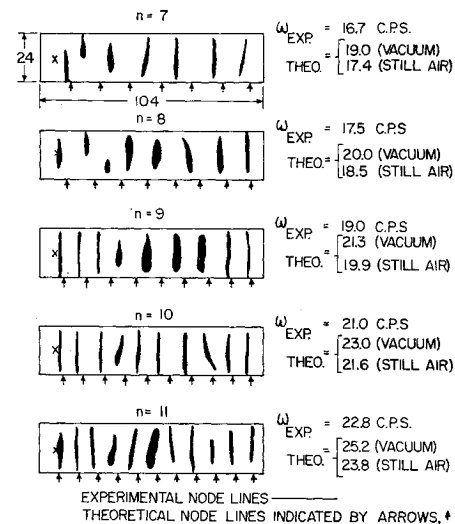 n = 7
24
x
104
ω EXP. = 16.7 C.P.S.
THEO. = [19.0 (VACUUM)
17.4 (STILL AIR)
n = 8
x
ω EXP. = 17.5 C.P.S
THEO. = [20.0 (VACUUM)
18.5 (STILL AIR)
n = 9
x
ω EXP. = 19.0 C.P.S
THEO. = [21.3 (VACUUM)
19.9 (STILL AIR)
n = 10
x
ω EXP. = 21.0 C.P.S
THEO. = [23.0 (VACUUM)
21.6 (STILL AIR)
n = 11
x
ω EXP. = 22.8 C.P.S.
THEO. = [25.2 (VACUUM)
23.8 (STILL AIR)
EXPERIMENTAL NODE LINES
THEORETICAL NODE LINES INDICATED BY ARROWS, ↑